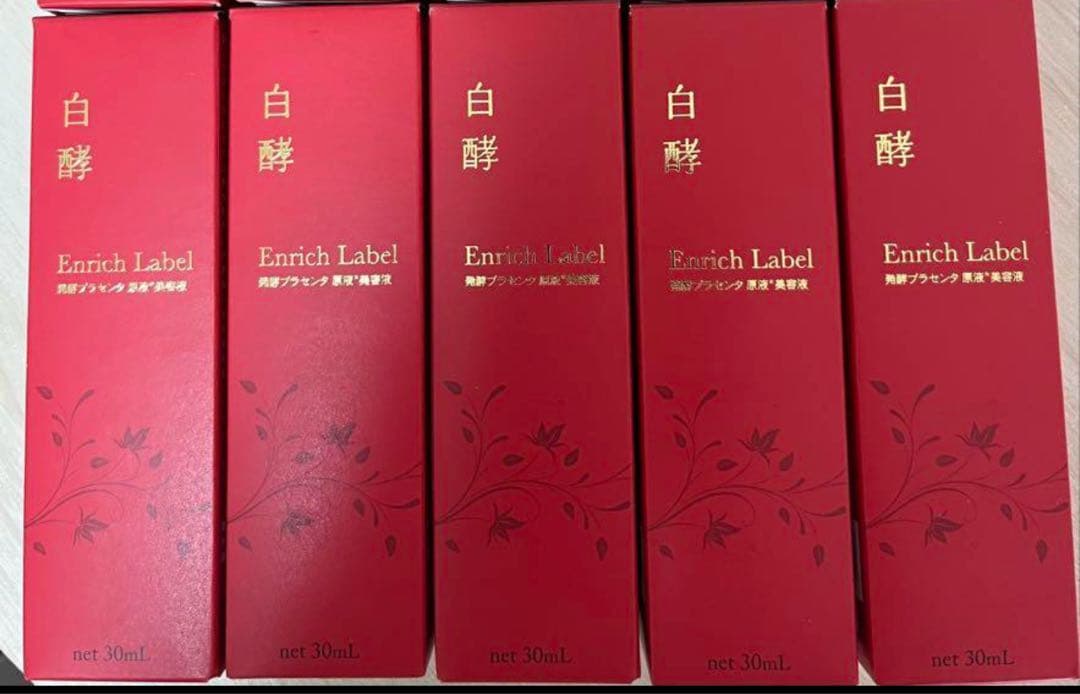 白
酵
Enrich Label
発酵プラセンタ 原液*美容液
net 30mL
白
酵
Enrich Label
発酵プラセンタ 原液*美容液
net 30mL
白
酵
Enrich Label
発酵プラセンタ 原液*美容液
net 30mL
白
酵
Enrich Label
発酵プラセンタ 原液*美容液
net 30mL
白
酵
Enrich Label
発酵プラセンタ 原液*美容液
net 30mL